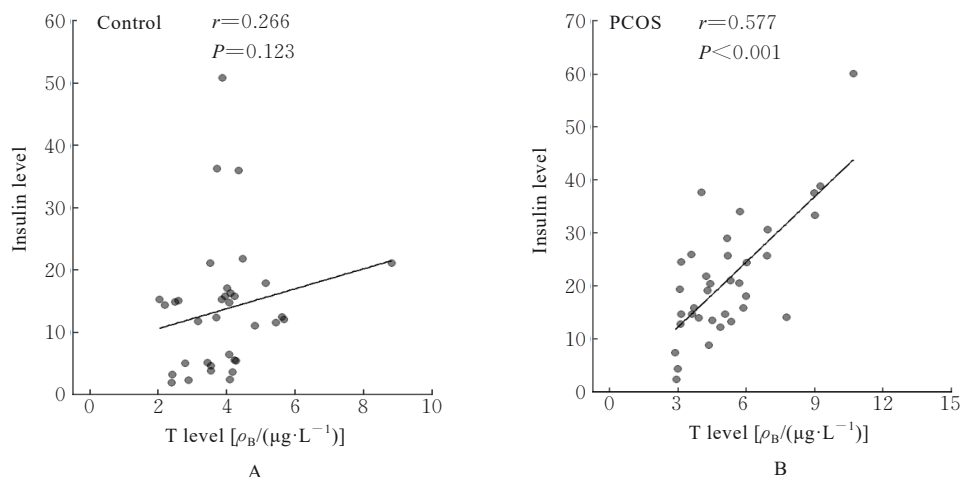 Control
r=0.266
P=0.123
60
50
40
30
20
10
0
Insulin level
0 2 4 6 8 10
T level [ρB/(μg·L−1)]
A
PCOS
r=0.577
P<0.001
70
60
50
40
30
20
10
0
Insulin level
0 3 6 9 12 15
T level [ρB/(μg·L−1)]
B